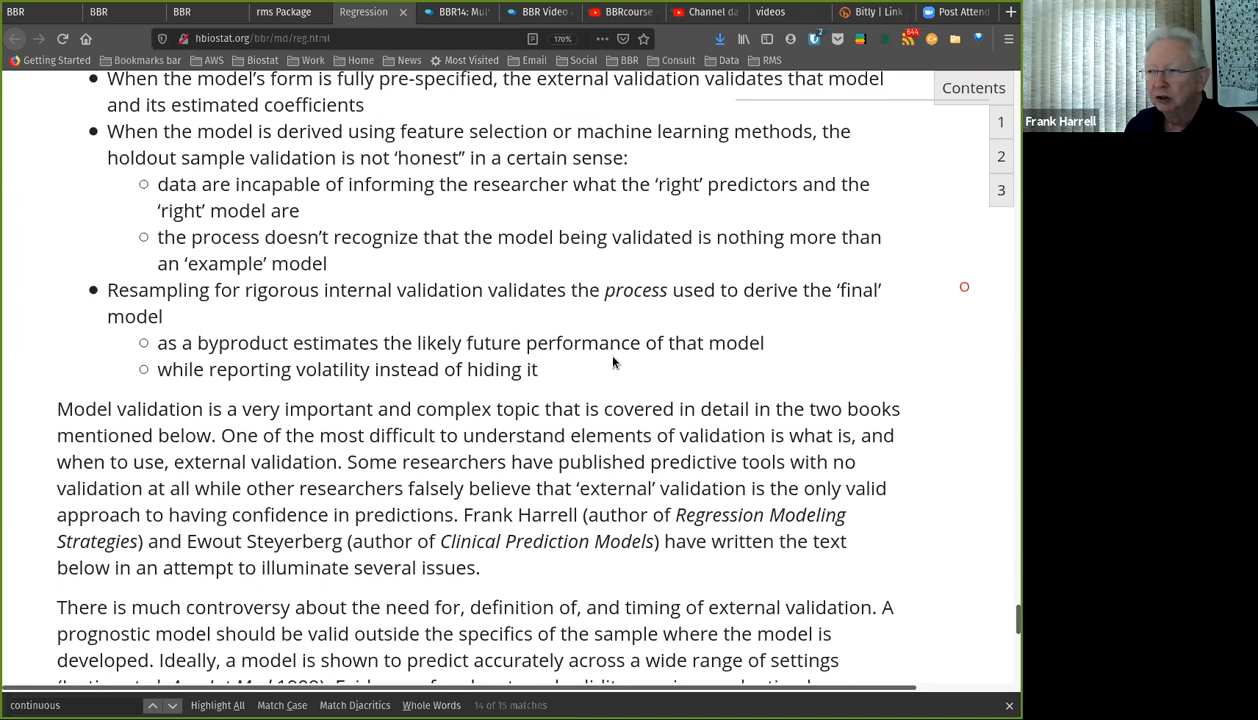 BBR
BBR
BBR
rms Package
Regression
BBR14: Mul
BBR Video
BBRcourse
Channel da
videos
Bitly | Link
Post Attend
hbiostat.org/bbr/md/reg.html
170%
2
644
Getting Started
Bookmarks bar
AWS
Biostat
Work
Home
News
Most Visited
Email
Social
BBR
Consult
Data
RMS
Frank Harrell
Contents
1
2
3
When the model's form is fully pre-specified, the external validation validates that model
and its estimated coefficients
When the model is derived using feature selection or machine learning methods, the
holdout sample validation is not ‘honest” in a certain sense:
data are incapable of informing the researcher what the ‘right’ predictors and the
‘right’ model are
the process doesn’t recognize that the model being validated is nothing more than
an ‘example’ model
Resampling for rigorous internal validation validates the process used to derive the ‘final’
model
O
as a byproduct estimates the likely future performance of that model
while reporting volatility instead of hiding it
Model validation is a very important and complex topic that is covered in detail in the two books
mentioned below. One of the most difficult to understand elements of validation is what is, and
when to use, external validation. Some researchers have published predictive tools with no
validation at all while other researchers falsely believe that ‘external’ validation is the only valid
approach to having confidence in predictions. Frank Harrell (author of Regression Modeling
Strategies) and Ewout Steyerberg (author of Clinical Prediction Models) have written the text
below in an attempt to illuminate several issues.
There is much controversy about the need for, definition of, and timing of external validation. A
prognostic model should be valid outside the specifics of the sample where the model is
developed. Ideally, a model is shown to predict accurately across a wide range of settings
continuous
Highlight All
Match Case
Match Diacritics
Whole Words
14 of 15 matches